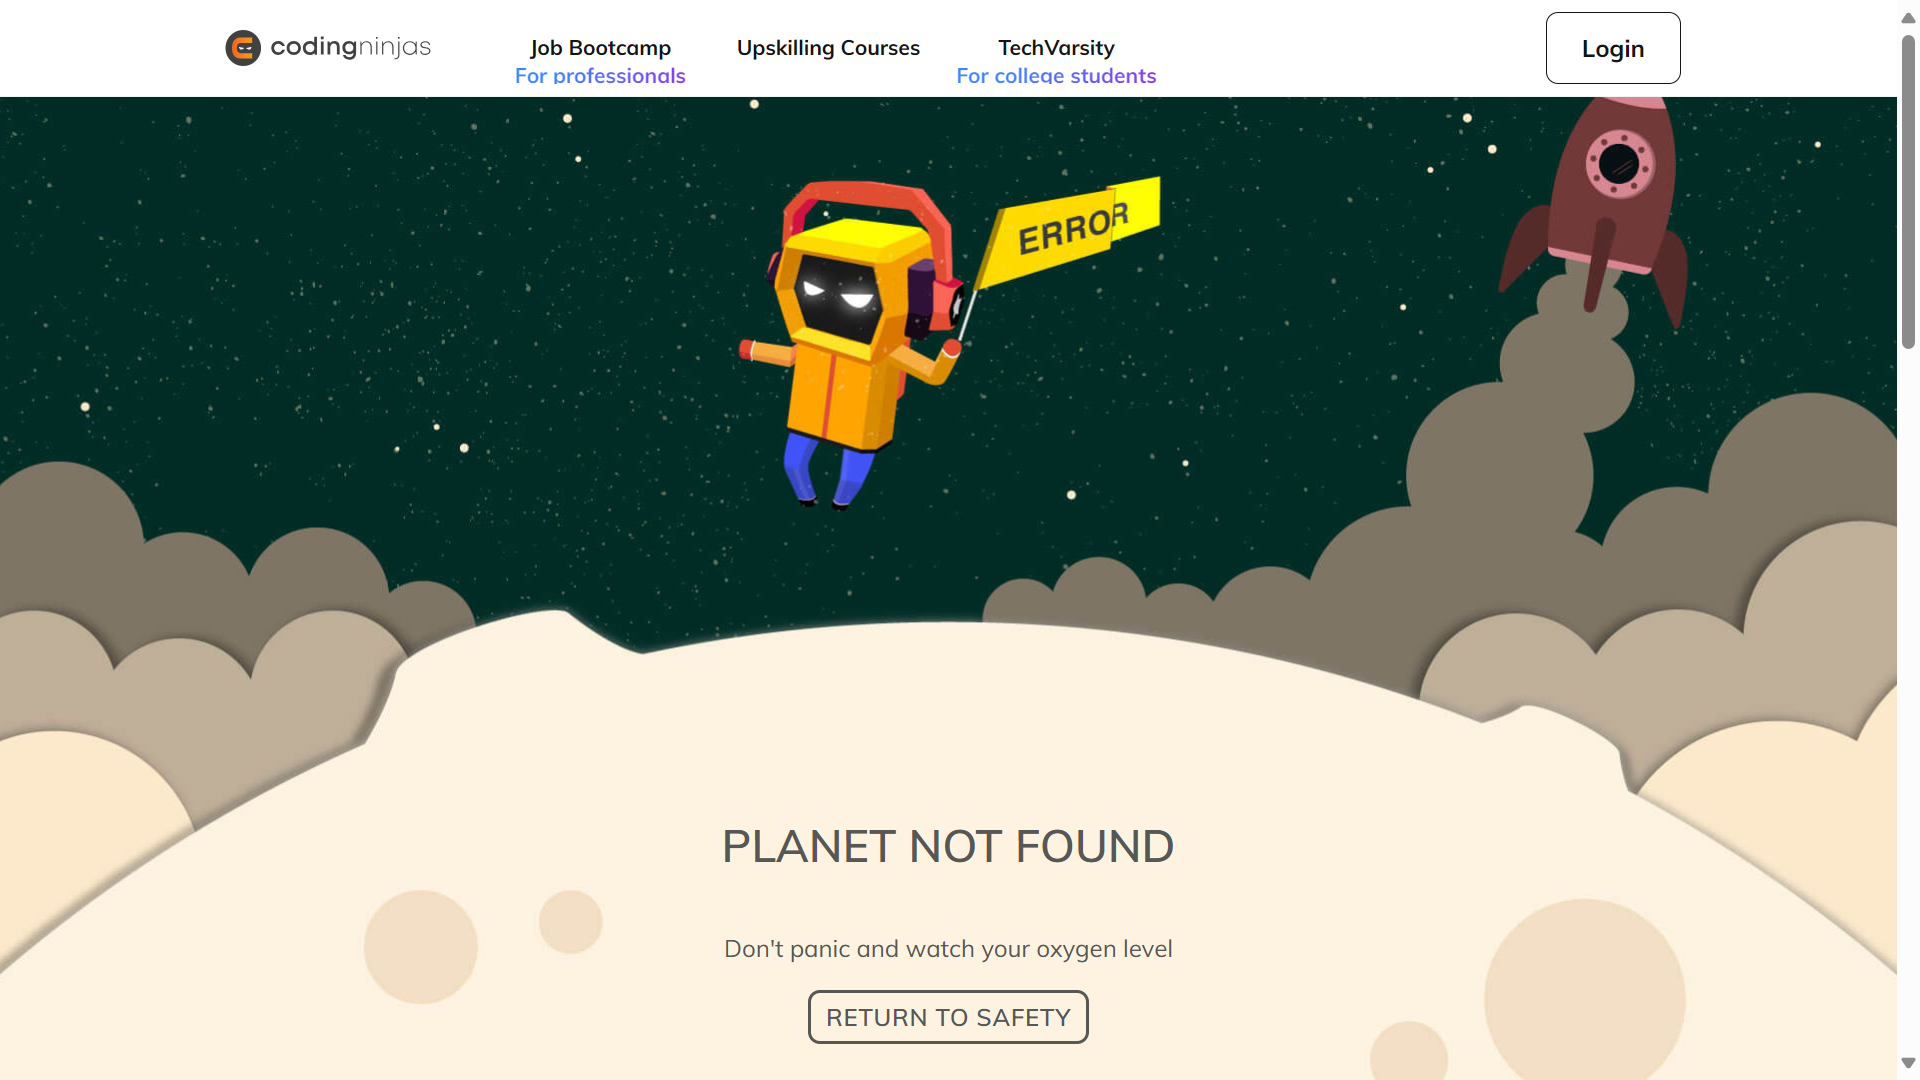 codingninjas
Job Bootcamp
For professionals
Upskilling Courses
TechVarsity
For college students
Login
ERROR
PLANET NOT FOUND
Don't panic and watch your oxygen level
RETURN TO SAFETY